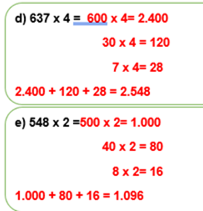 d) 637 x 4 = 600 x 4= 2.400
30 x 4 = 120
7 x 4= 28
2.400 + 120 + 28 = 2.548
e) 548 x 2 =500 x 2= 1.000
40 x 2 = 80
8 x 2= 16
1.000 + 80 + 16 = 1.096